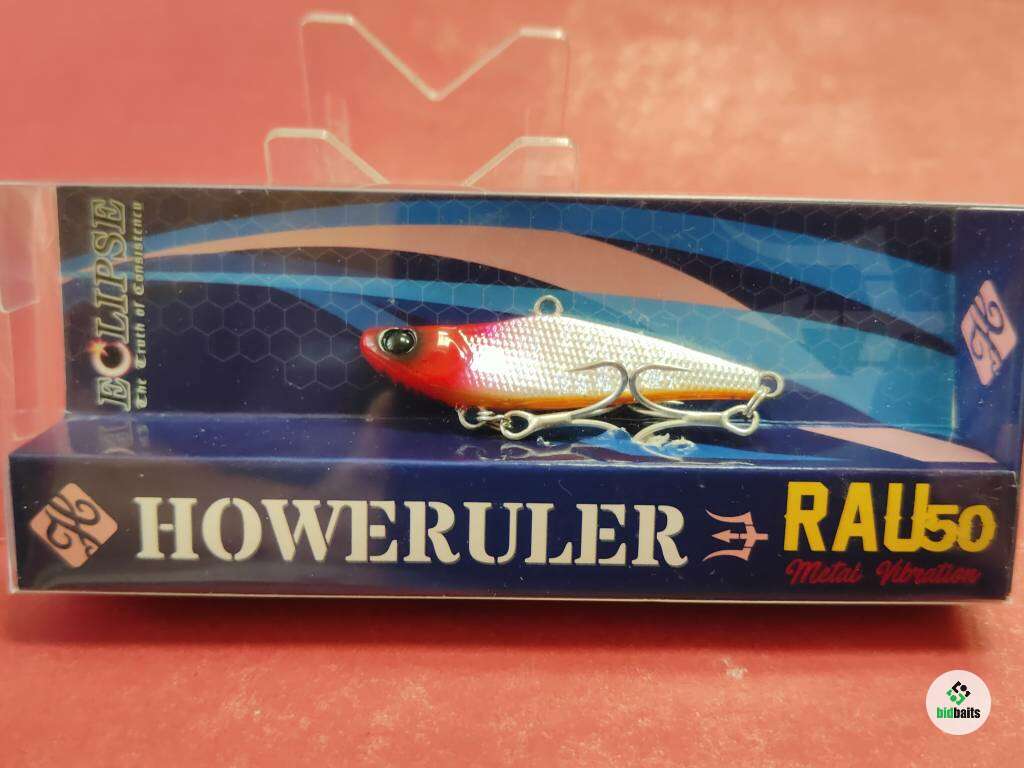 ECLIPSE
The Truth of Consistency
HOWERULER
RAU50
Metal Vibration
bidbaits